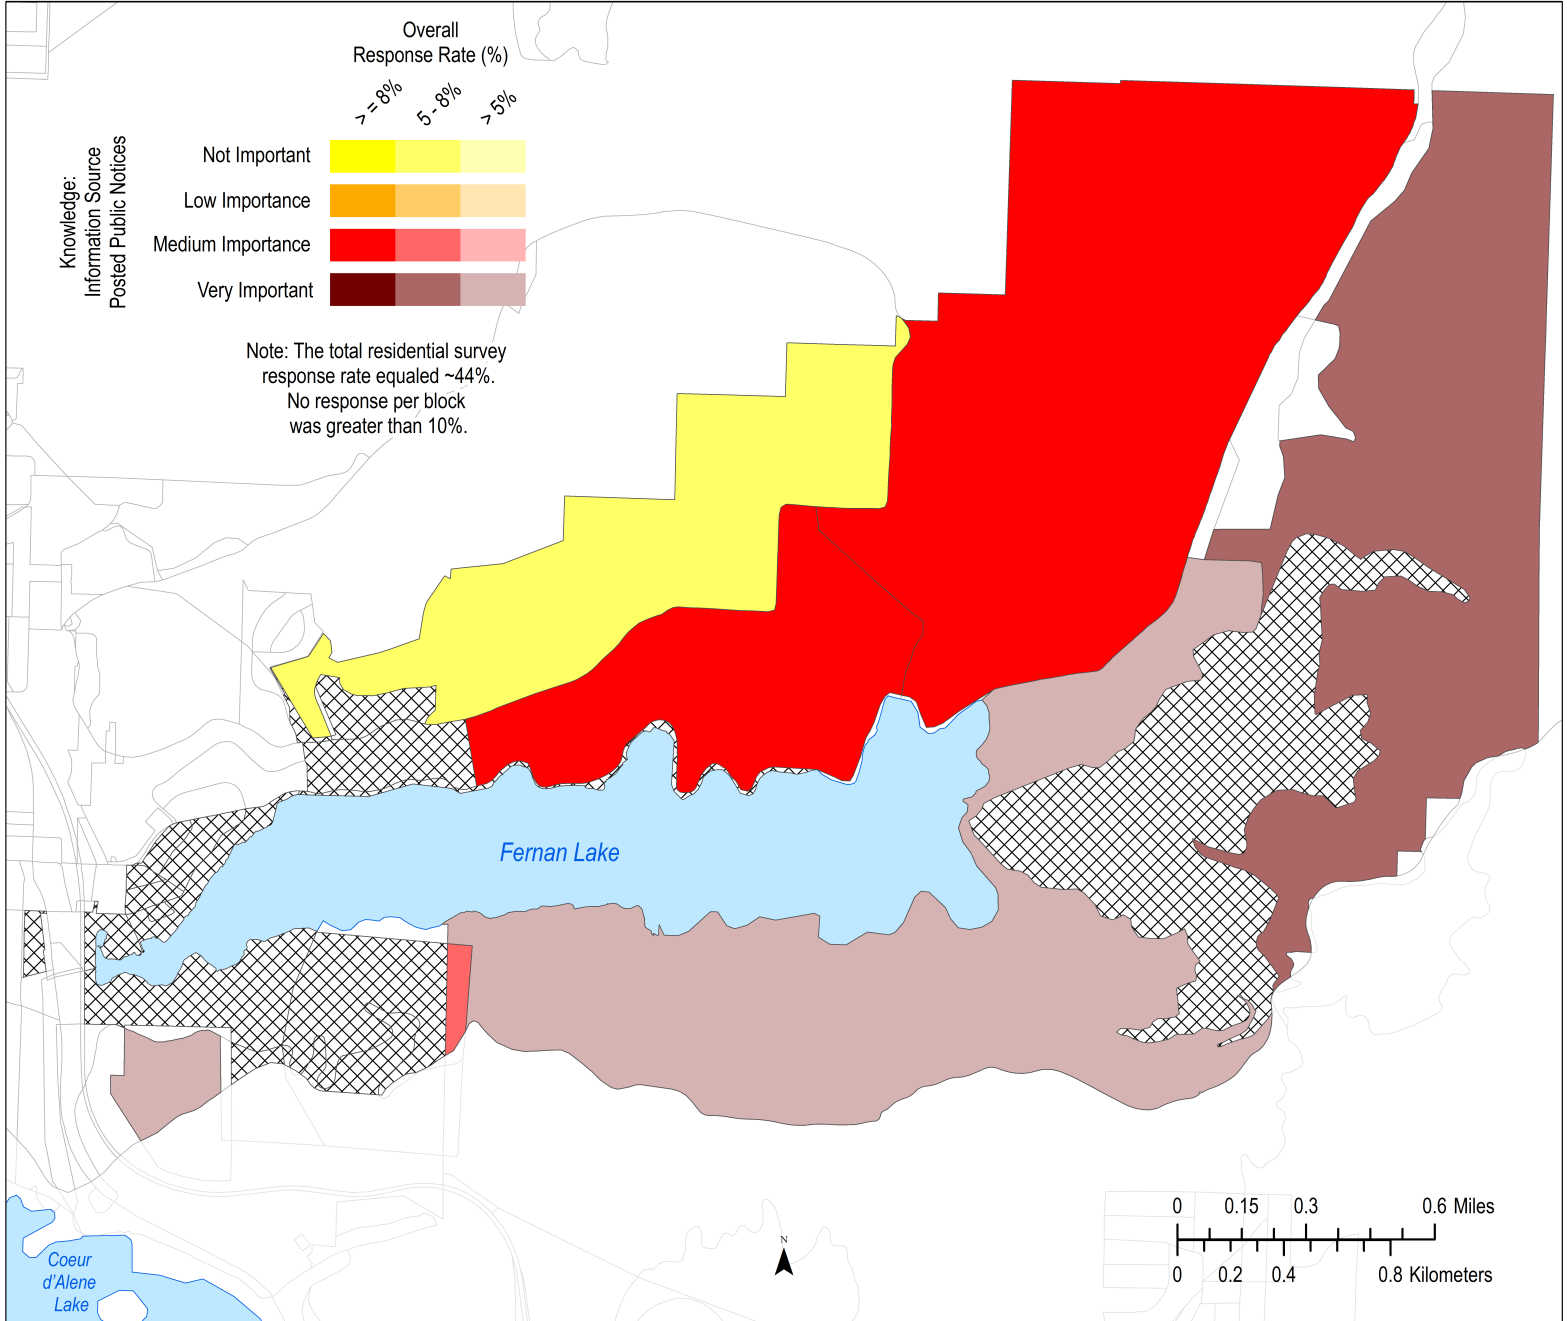 Overall
Response Rate (%)
> = 8%
5 - 8%
> 5%
Knowledge:
Information Source
Posted Public Notices
Not Important
Low Importance
Medium Importance
Very Important
Note: The total residential survey
response rate equaled ~44%.
No response per block
was greater than 10%.
Fernan Lake
Coeur
d'Alene
Lake
N
0 0.15 0.3 0.6 Miles
0 0.2 0.4 0.8 Kilometers